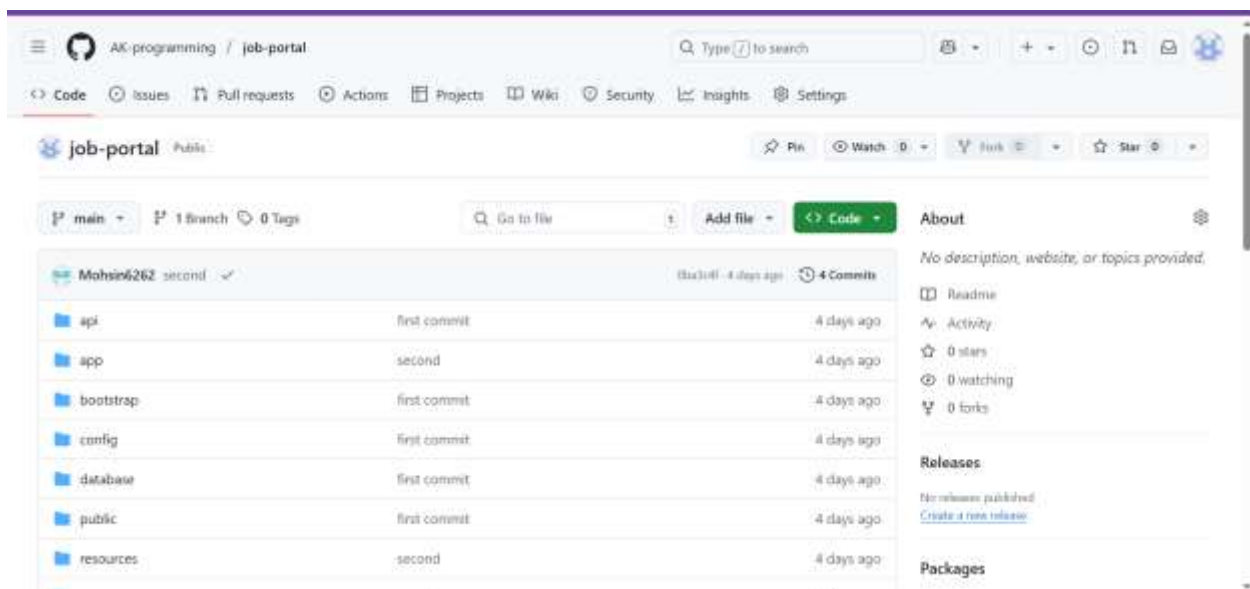 AK-programming / job-portal
Type / to search
Code Issues Pull requests Actions Projects Wiki Security Insights Settings
job-portal Public
Pin Watch 0 Fork 0 Star 0
main 1 Branch 0 Tags
Go to file t Add file Code
About
No description, website, or topics provided.
Mohsin6262 second 4 days ago 4 Commits
Readme
api first commit 4 days ago
Activity
app second 4 days ago
0 stars
0 watching
bootstrap first commit 4 days ago
0 forks
config first commit 4 days ago
Releases
database first commit 4 days ago
No releases published
public first commit 4 days ago
Create a new release
resources second 4 days ago
Packages